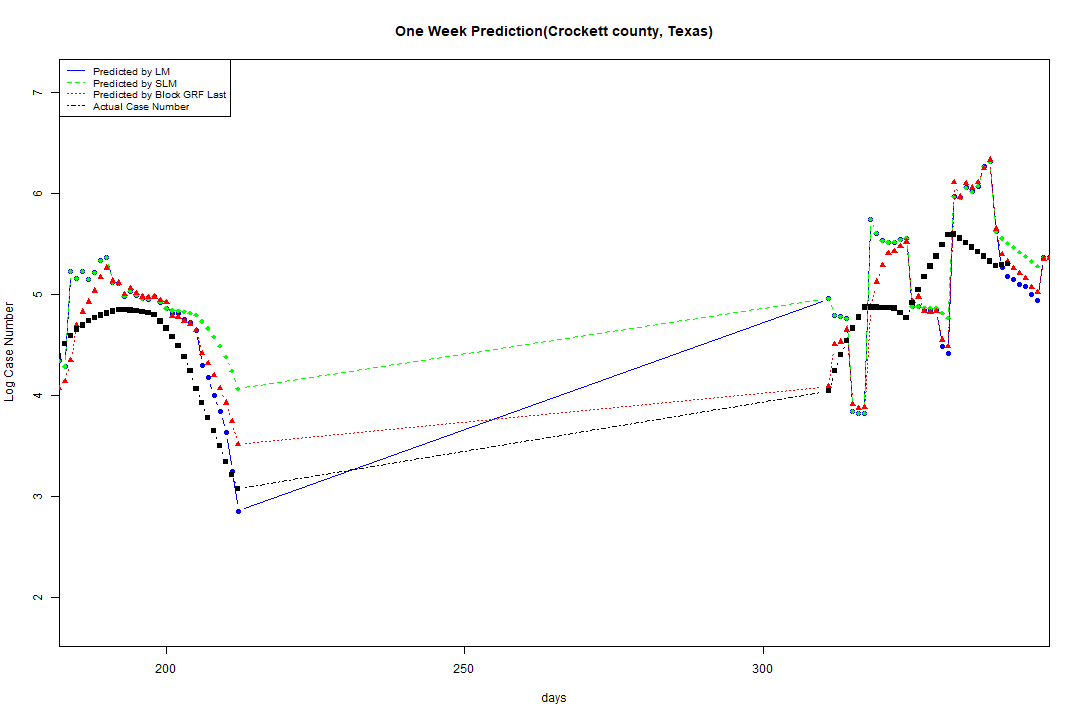 One Week Prediction(Crockett county, Texas)
Predicted by LM
Predicted by SLM
Predicted by Block GRF Last
Actual Case Number
7
6
5
4
3
2
Log Case Number
200
250
300
days